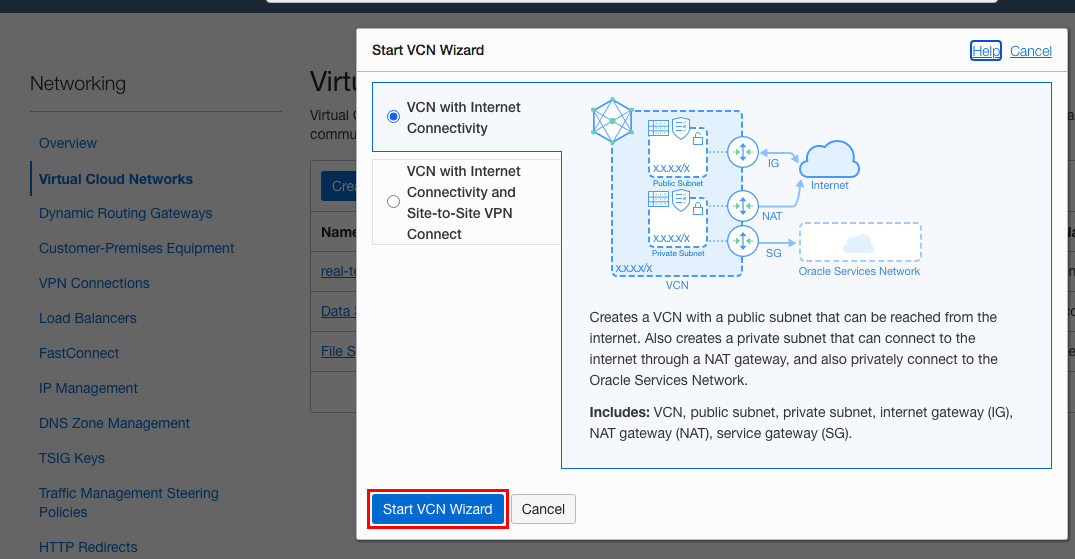 Start VCN Wizard
Help Cancel
Networking
Overview
Virtual Cloud Networks
Dynamic Routing Gateways
Customer-Premises Equipment
VPN Connections
Load Balancers
FastConnect
IP Management
DNS Zone Management
TSIG Keys
Traffic Management Steering
Policies
HTTP Redirects
Virtu
Virtual
commu
Crea
Name
real-te
Data
File S
VCN with Internet
Connectivity
VCN with Internet
Connectivity and
Site-to-Site VPN
Connect
X.X.X.X/X
Public Subnet
X.X.X.X/X
Private Subnet
X.X.X.X/X
VCN
IG
NAT
SG
Internet
Oracle Services Network
Creates a VCN with a public subnet that can be reached from the
internet. Also creates a private subnet that can connect to the
internet through a NAT gateway, and also privately connect to the
Oracle Services Network.
Includes: VCN, public subnet, private subnet, internet gateway (IG),
NAT gateway (NAT), service gateway (SG).
Start VCN Wizard
Cancel